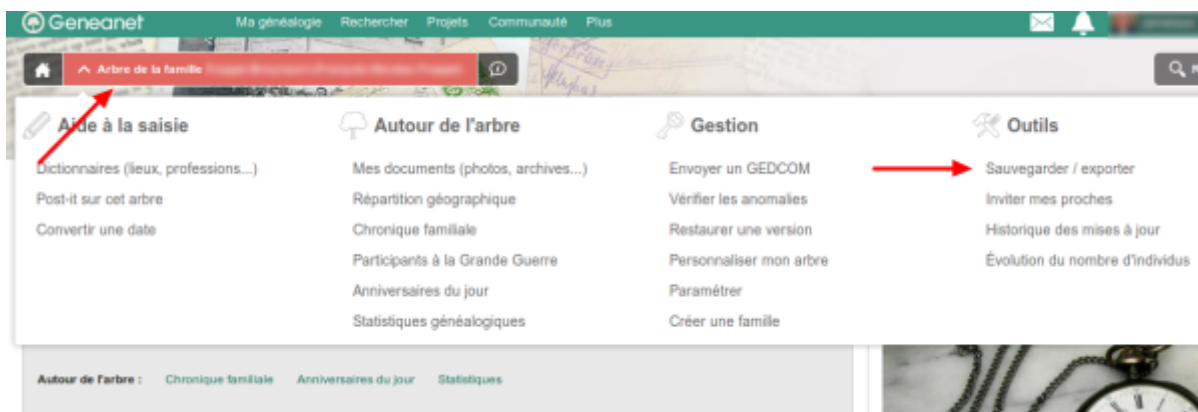 Geneanet Ma généalogie Rechercher Projets Communauté Plus
Arbre de la famille
Aide à la saisie
Dictionnaires (lieux, professions...)
Post-it sur cet arbre
Convertir une date
Autour de l'arbre
Mes documents (photos, archives...)
Répartition géographique
Chronique familiale
Participants à la Grande Guerre
Anniversaires du jour
Statistiques généalogiques
Gestion
Envoyer un GEDCOM
Vérifier les anomalies
Restaurer une version
Personnaliser mon arbre
Paramétrer
Créer une famille
Outils
Sauvegarder / exporter
Inviter mes proches
Historique des mises à jour
Évolution du nombre d'individus
Autour de l'arbre : Chronique familiale Anniversaires du jour Statistiques